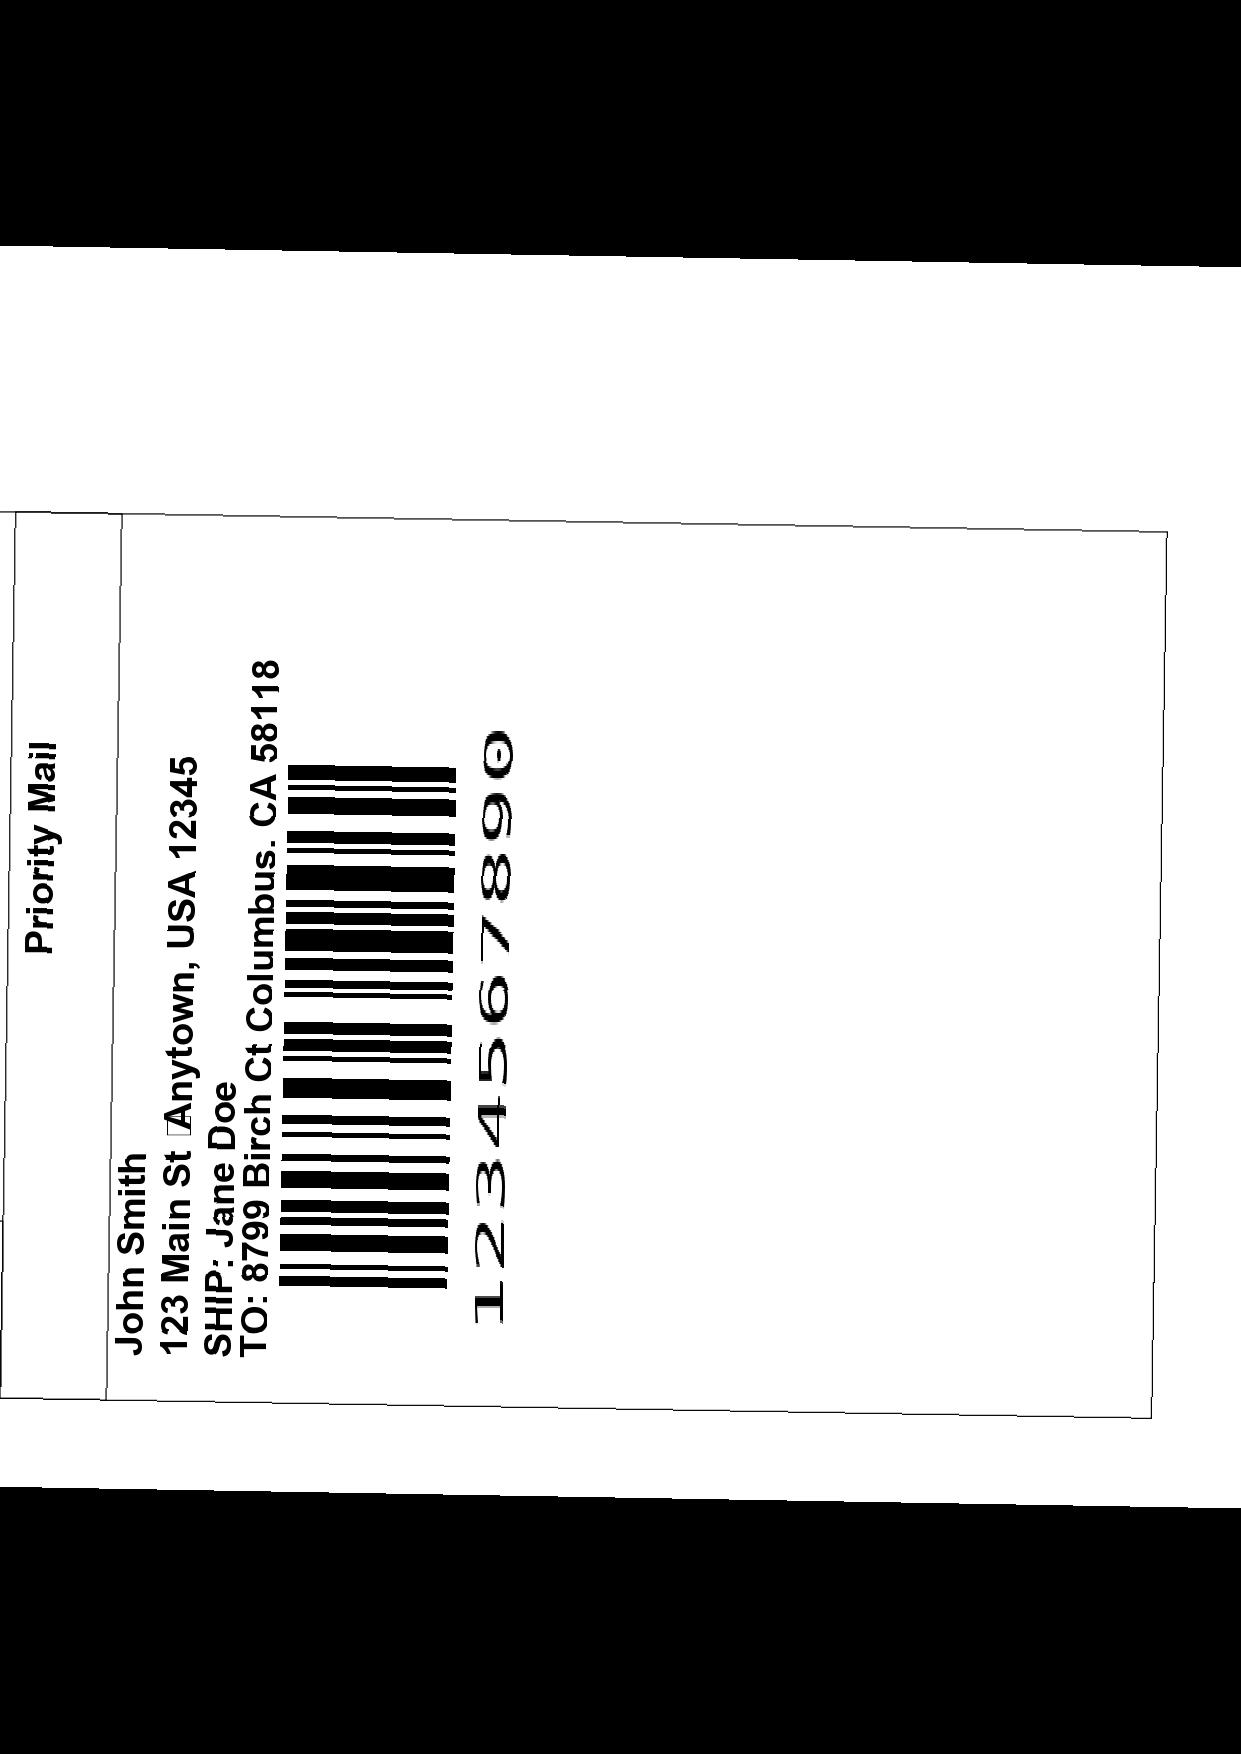 Priority Mail
John Smith
123 Main St Anytown, USA 12345
SHIP: Jane Doe
TO: 8799 Birch Ct Columbus. CA 58118
1234567890